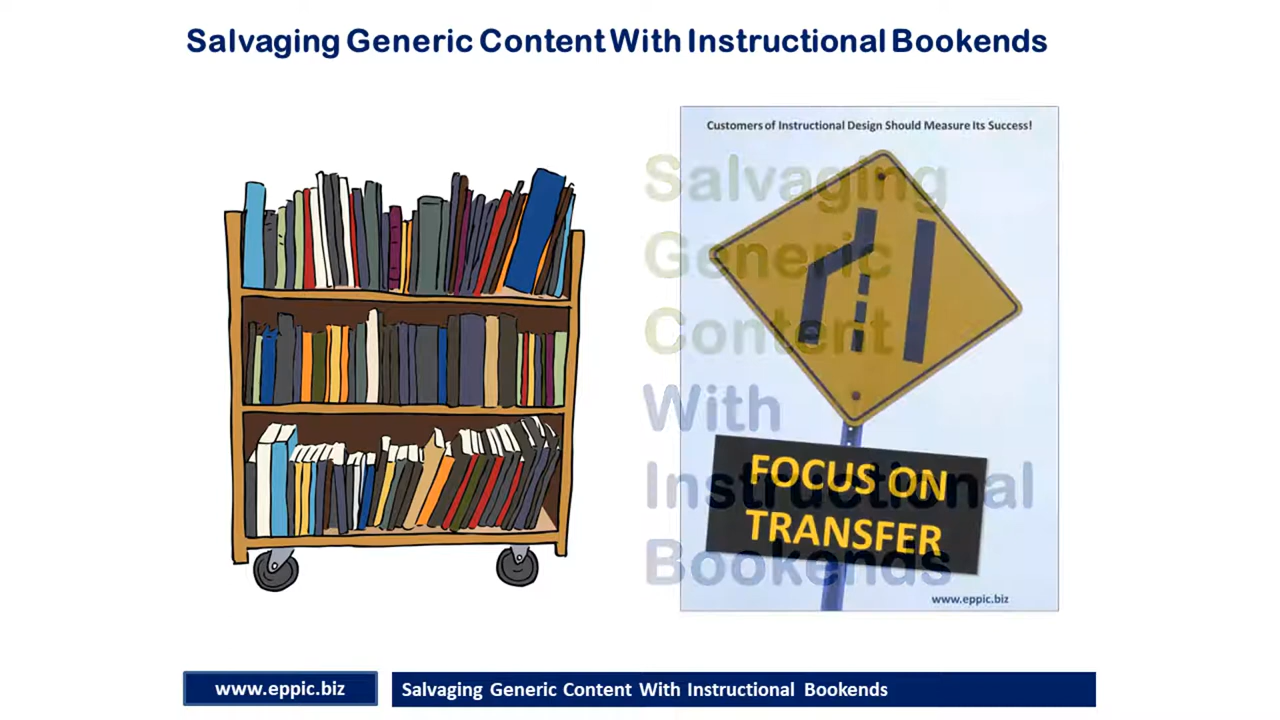 Salvaging Generic Content With Instructional Bookends
Customers of Instructional Design Should Measure Its Success!
Salvaging
Generic
Content
With
Instructional
Bookends
FOCUS ON
TRANSFER
www.eppic.biz
www.eppic.biz
Salvaging Generic Content With Instructional Bookends